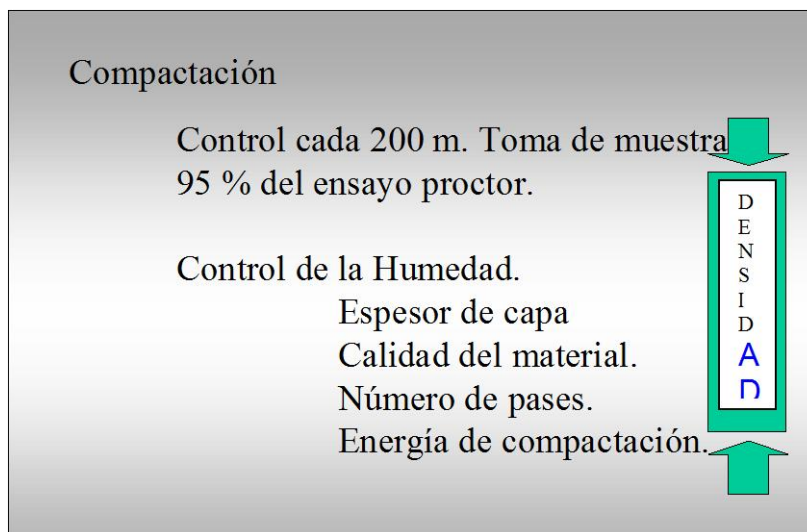 Compactación
Control cada 200 m. Toma de muestra
95 % del ensayo proctor.
Control de la Humedad.
Espesor de capa
Calidad del material.
Número de pases.
Energía de compactación.
D
E
N
S
I
D
A
D